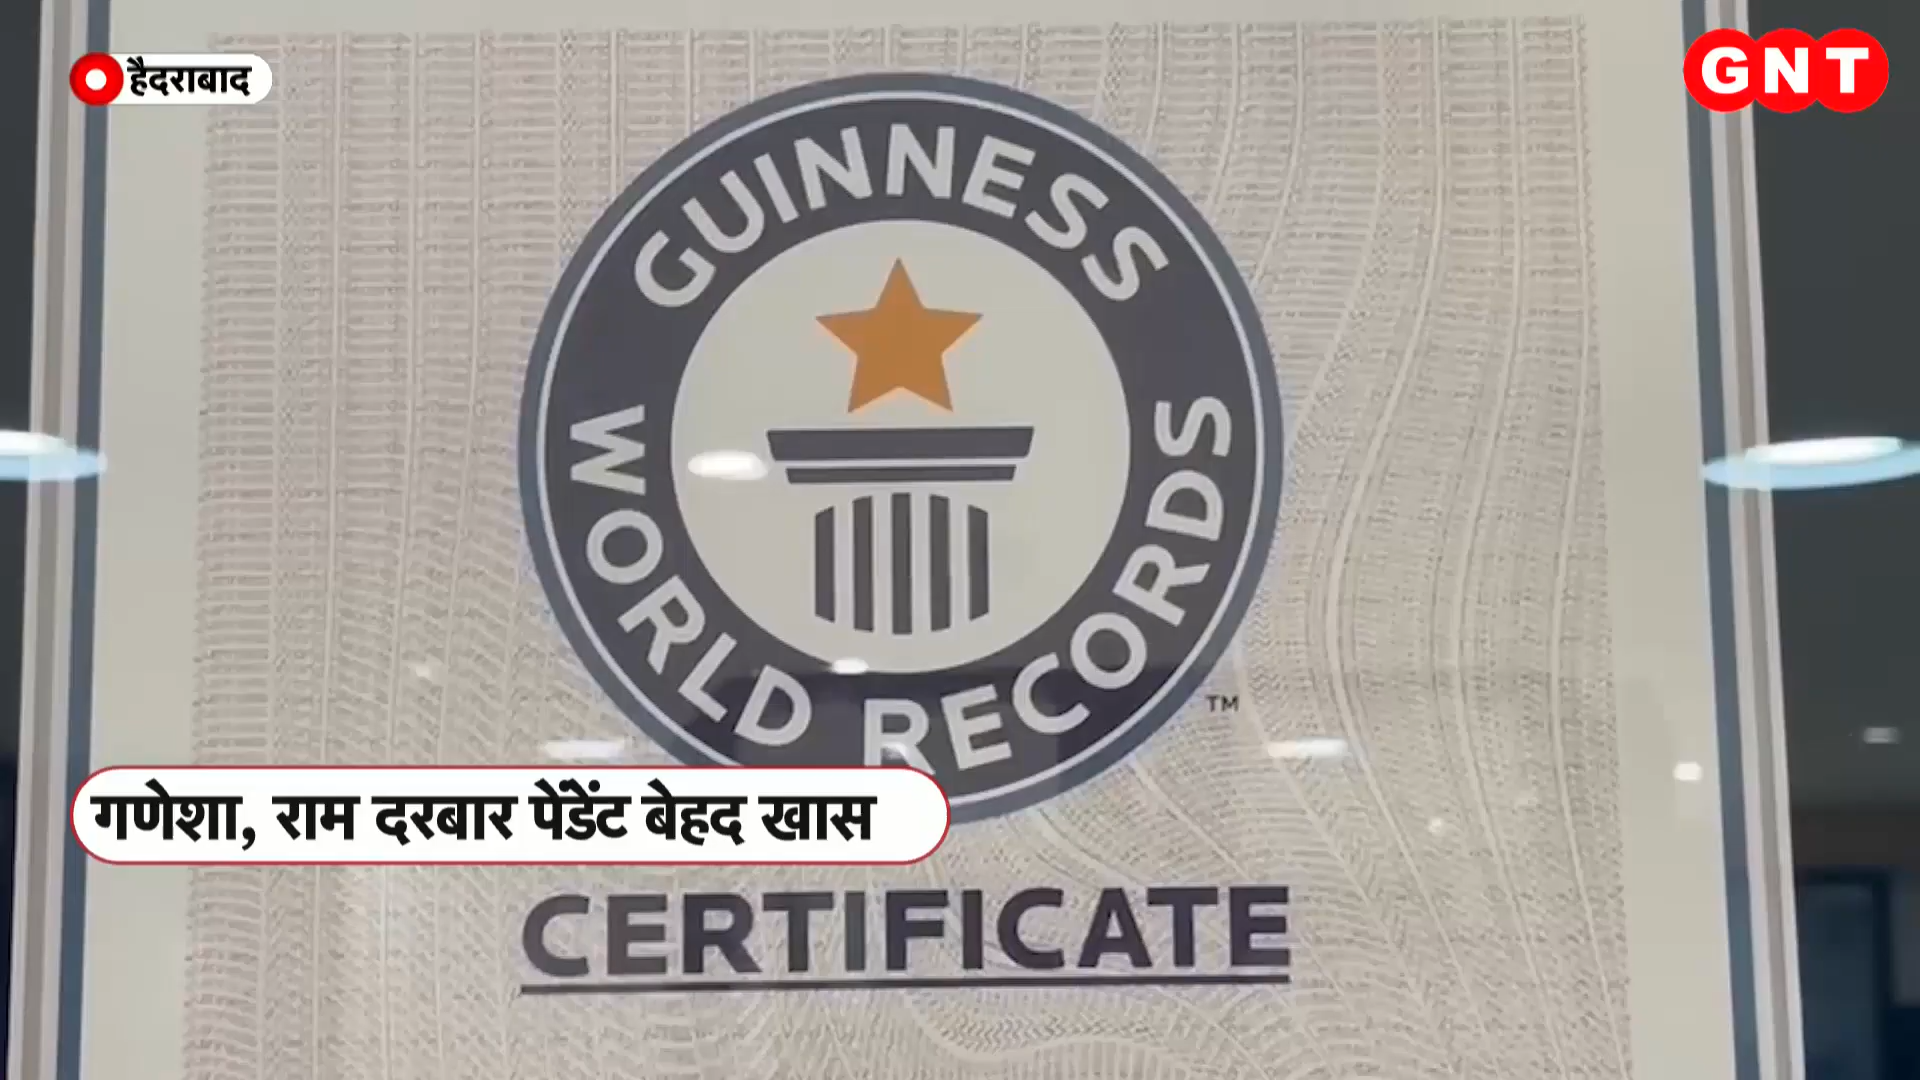 हैदराबाद
GNT
GUINNESS
WORLD RECORDS
TM
गणेशा, राम दरबार पेंडेंट बेहद खास
CERTIFICATE